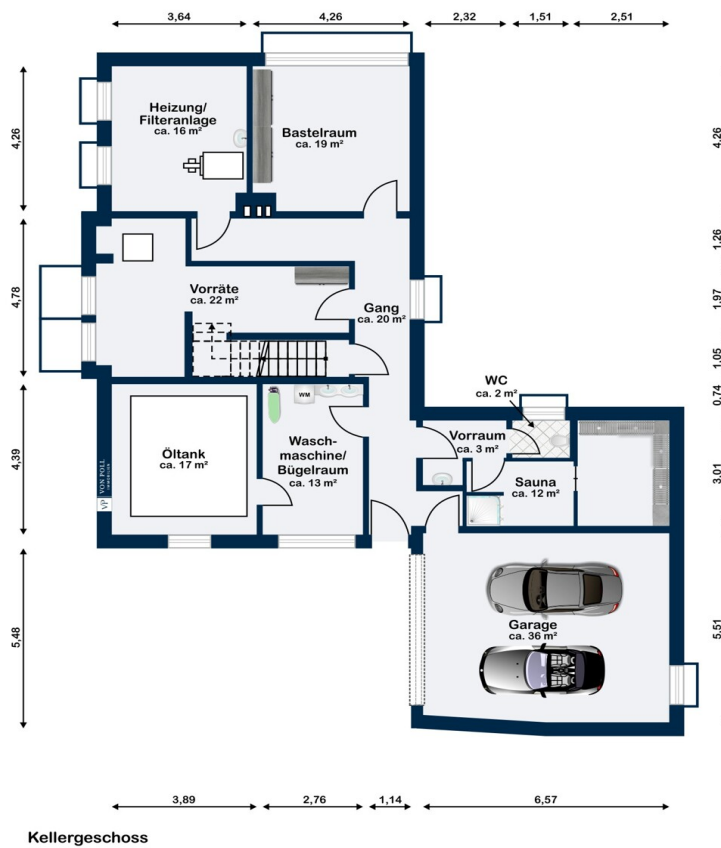 3,64
4,26
2,32
1,51
2,51
4,26
4,78
4,39
5,48
4,26
1,26
1,97
1,05
0,74
3,01
5,51
Heizung/
Filteranlage
ca. 16 m²
Bastelraum
ca. 19 m²
Vorräte
ca. 22 m²
Gang
ca. 20 m²
WC
ca. 2 m²
Vorraum
ca. 3 m²
WM
Öltank
ca. 17 m²
Wasch-
maschine/
Bügelraum
ca. 13 m²
Sauna
ca. 12 m²
VP VON POLL
IMMOBILIEN
Garage
ca. 36 m²
3,89
2,76
1,14
6,57
Kellergeschoss